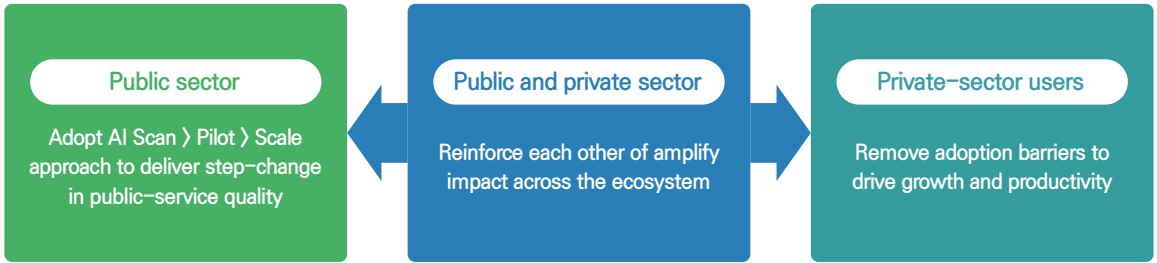 Public sector
Adopt AI Scan > Pilot > Scale
approach to deliver step-change
in public-service quality
Public and private sector
Reinforce each other of amplify
impact across the ecosystem
Private-sector users
Remove adoption barriers to
drive growth and productivity